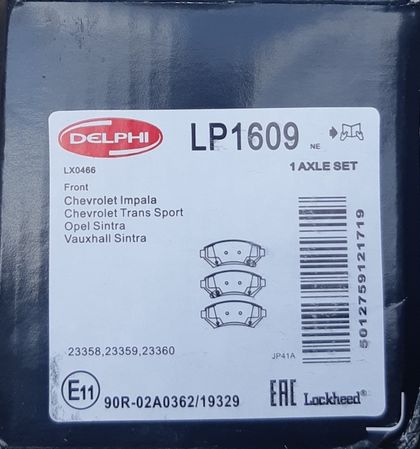 DELPHI
LP1609
NE
1 AXLE SET
LX0466
Front
Chevrolet Impala
Chevrolet Trans Sport
Opel Sintra
Vauxhall Sintra
5012759121719
23358,23359,23360
JP41A
E11
90R-02A0362/19329
EAC
Lockheed®